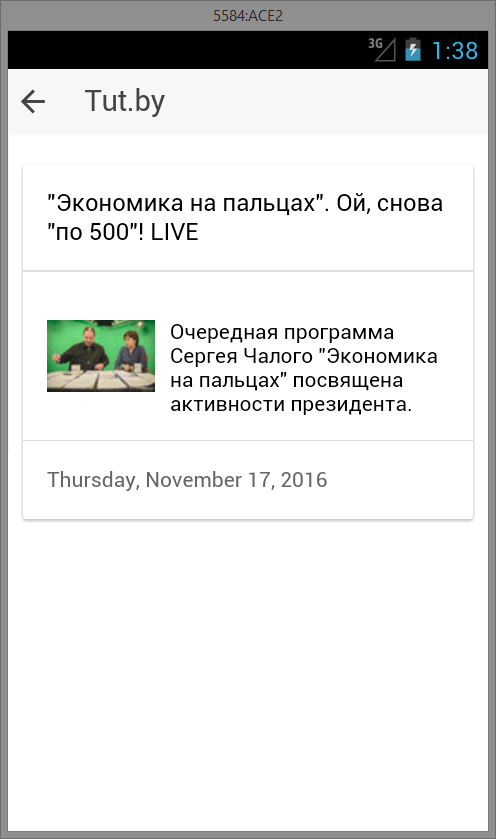 5584:ACE2
3G 1:38
Tut.by
"Экономика на пальцах". Ой, снова
"по 500"! LIVE
Очередная программа
Сергея Чалого "Экономика
на пальцах" посвящена
активности президента.
Thursday, November 17, 2016